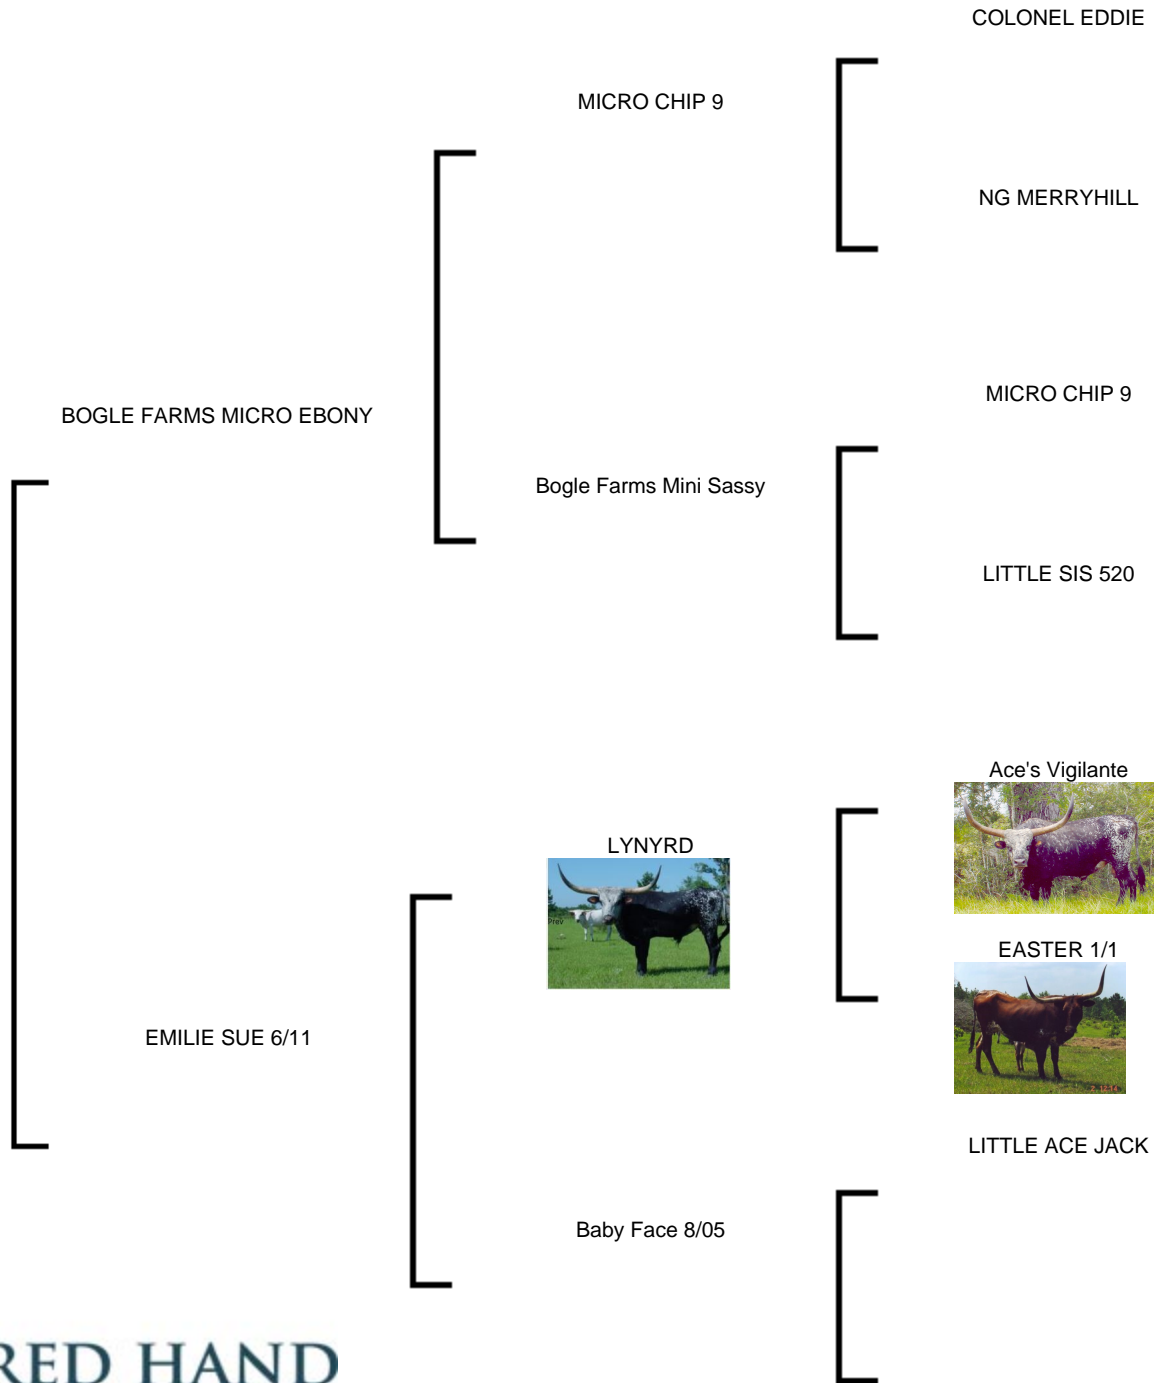 COLONEL EDDIE
MICRO CHIP 9
NG MERRYHILL
MICRO CHIP 9
BOGLE FARMS MICRO EBONY
Bogle Farms Mini Sassy
LITTLE SIS 520
Ace's Vigilante
LYNYRD
Prev
EASTER 1/1
EMILIE SUE 6/11
LITTLE ACE JACK
Baby Face 8/05
RED HAND